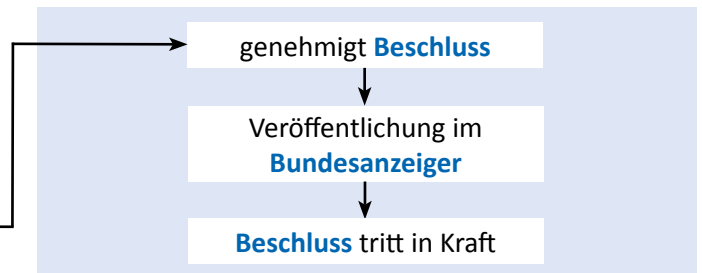 genehmigt Beschluss
Veröffentlichung im
Bundesanzeiger
Beschluss tritt in Kraft